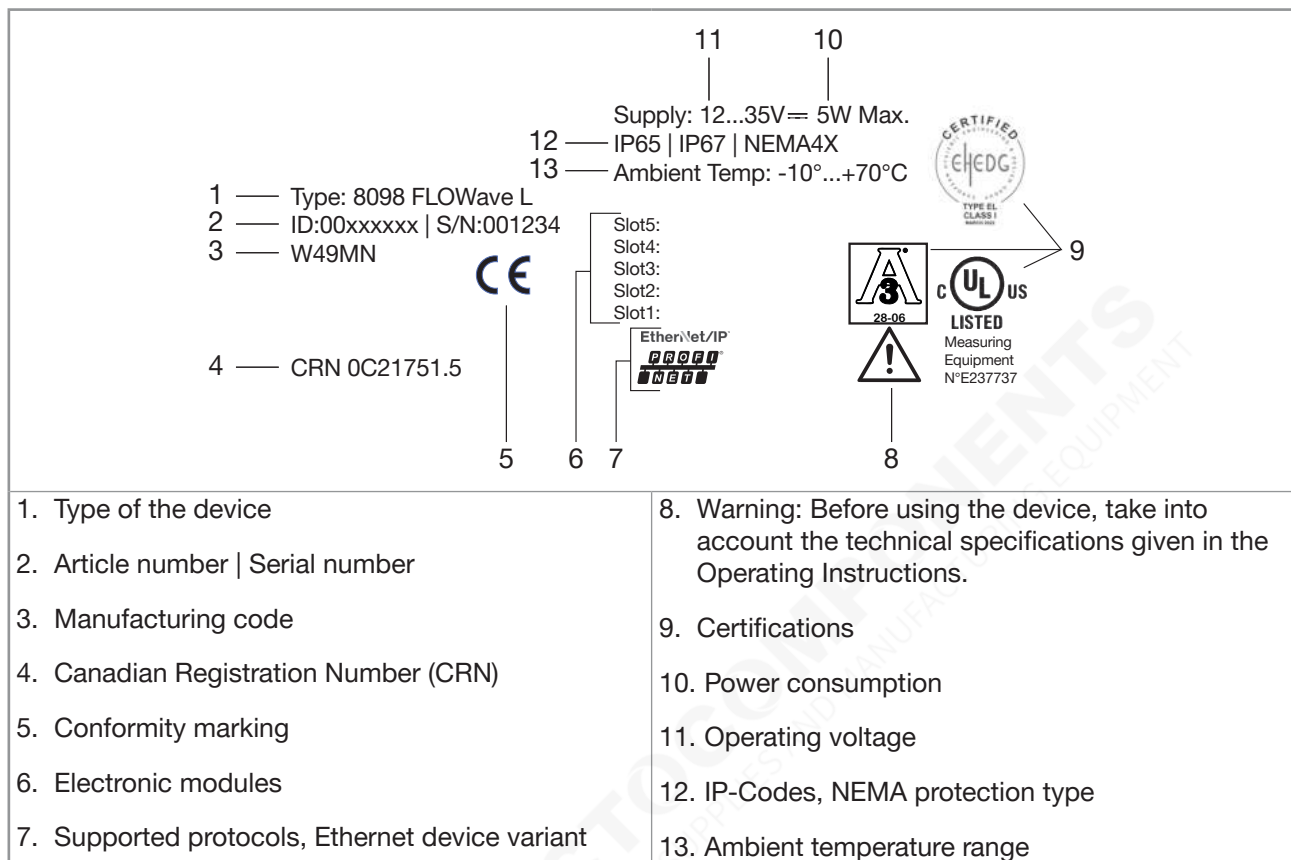 11 10
Supply: 12...35V⎓ 5W Max.
12 IP65 | IP67 | NEMA4X
13 Ambient Temp: -10°...+70°C
CERTIFIED
EHEDG
TYPE EL
CLASS I
1 Type: 8098 FLOWave L
2 ID:00xxxxxx | S/N:001234
3 W49MN
CE
Slot5:
Slot4:
Slot3:
Slot2:
Slot1:
A
3
28-06
9
C UL US
LISTED
Measuring
Equipment
N°E237737
EtherNet/IP
PROFI
NET
4 CRN 0C21751.5
5 6 7 8
1. Type of the device
2. Article number | Serial number
3. Manufacturing code
4. Canadian Registration Number (CRN)
5. Conformity marking
6. Electronic modules
7. Supported protocols, Ethernet device variant
8. Warning: Before using the device, take into
account the technical specifications given in the
Operating Instructions.
9. Certifications
10. Power consumption
11. Operating voltage
12. IP-Codes, NEMA protection type
13. Ambient temperature range